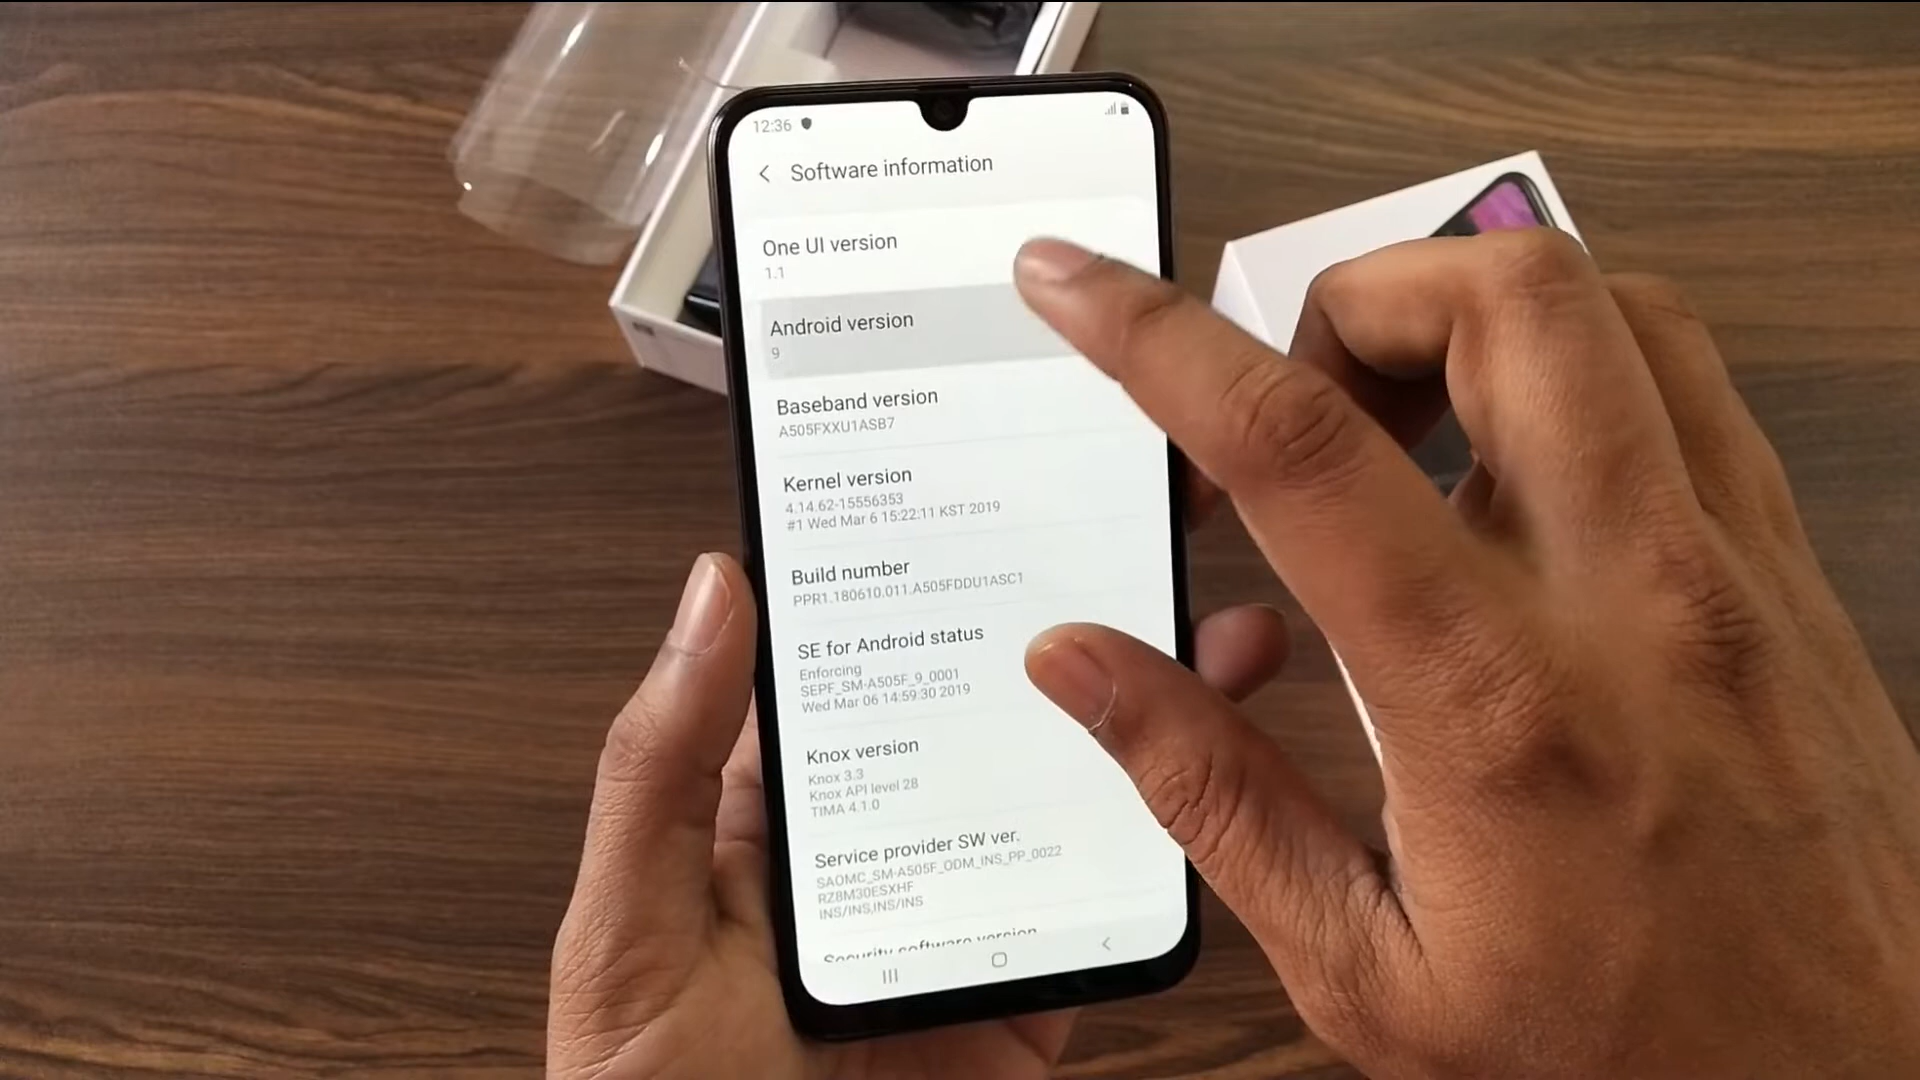 12:36
Software information
One UI version
1.1
Android version
9
Baseband version
A505FXXU1ASB7
Kernel version
4.14.62-15556353
#1 Wed Mar 6 15:22:11 KST 2019
Build number
PPR1.180610.011.A505FDDU1ASC1
SE for Android status
Enforcing
SEPF_SM-A505F_9_0001
Wed Mar 06 14:59:30 2019
Knox version
Knox 3.3
Knox API level 28
TIMA 4.1.0
Service provider SW ver.
SAOMC_SM-A505F_ODM_INS_PP_0022
RZ8M30ESXHF
INS/INS,INS/INS
Security software version